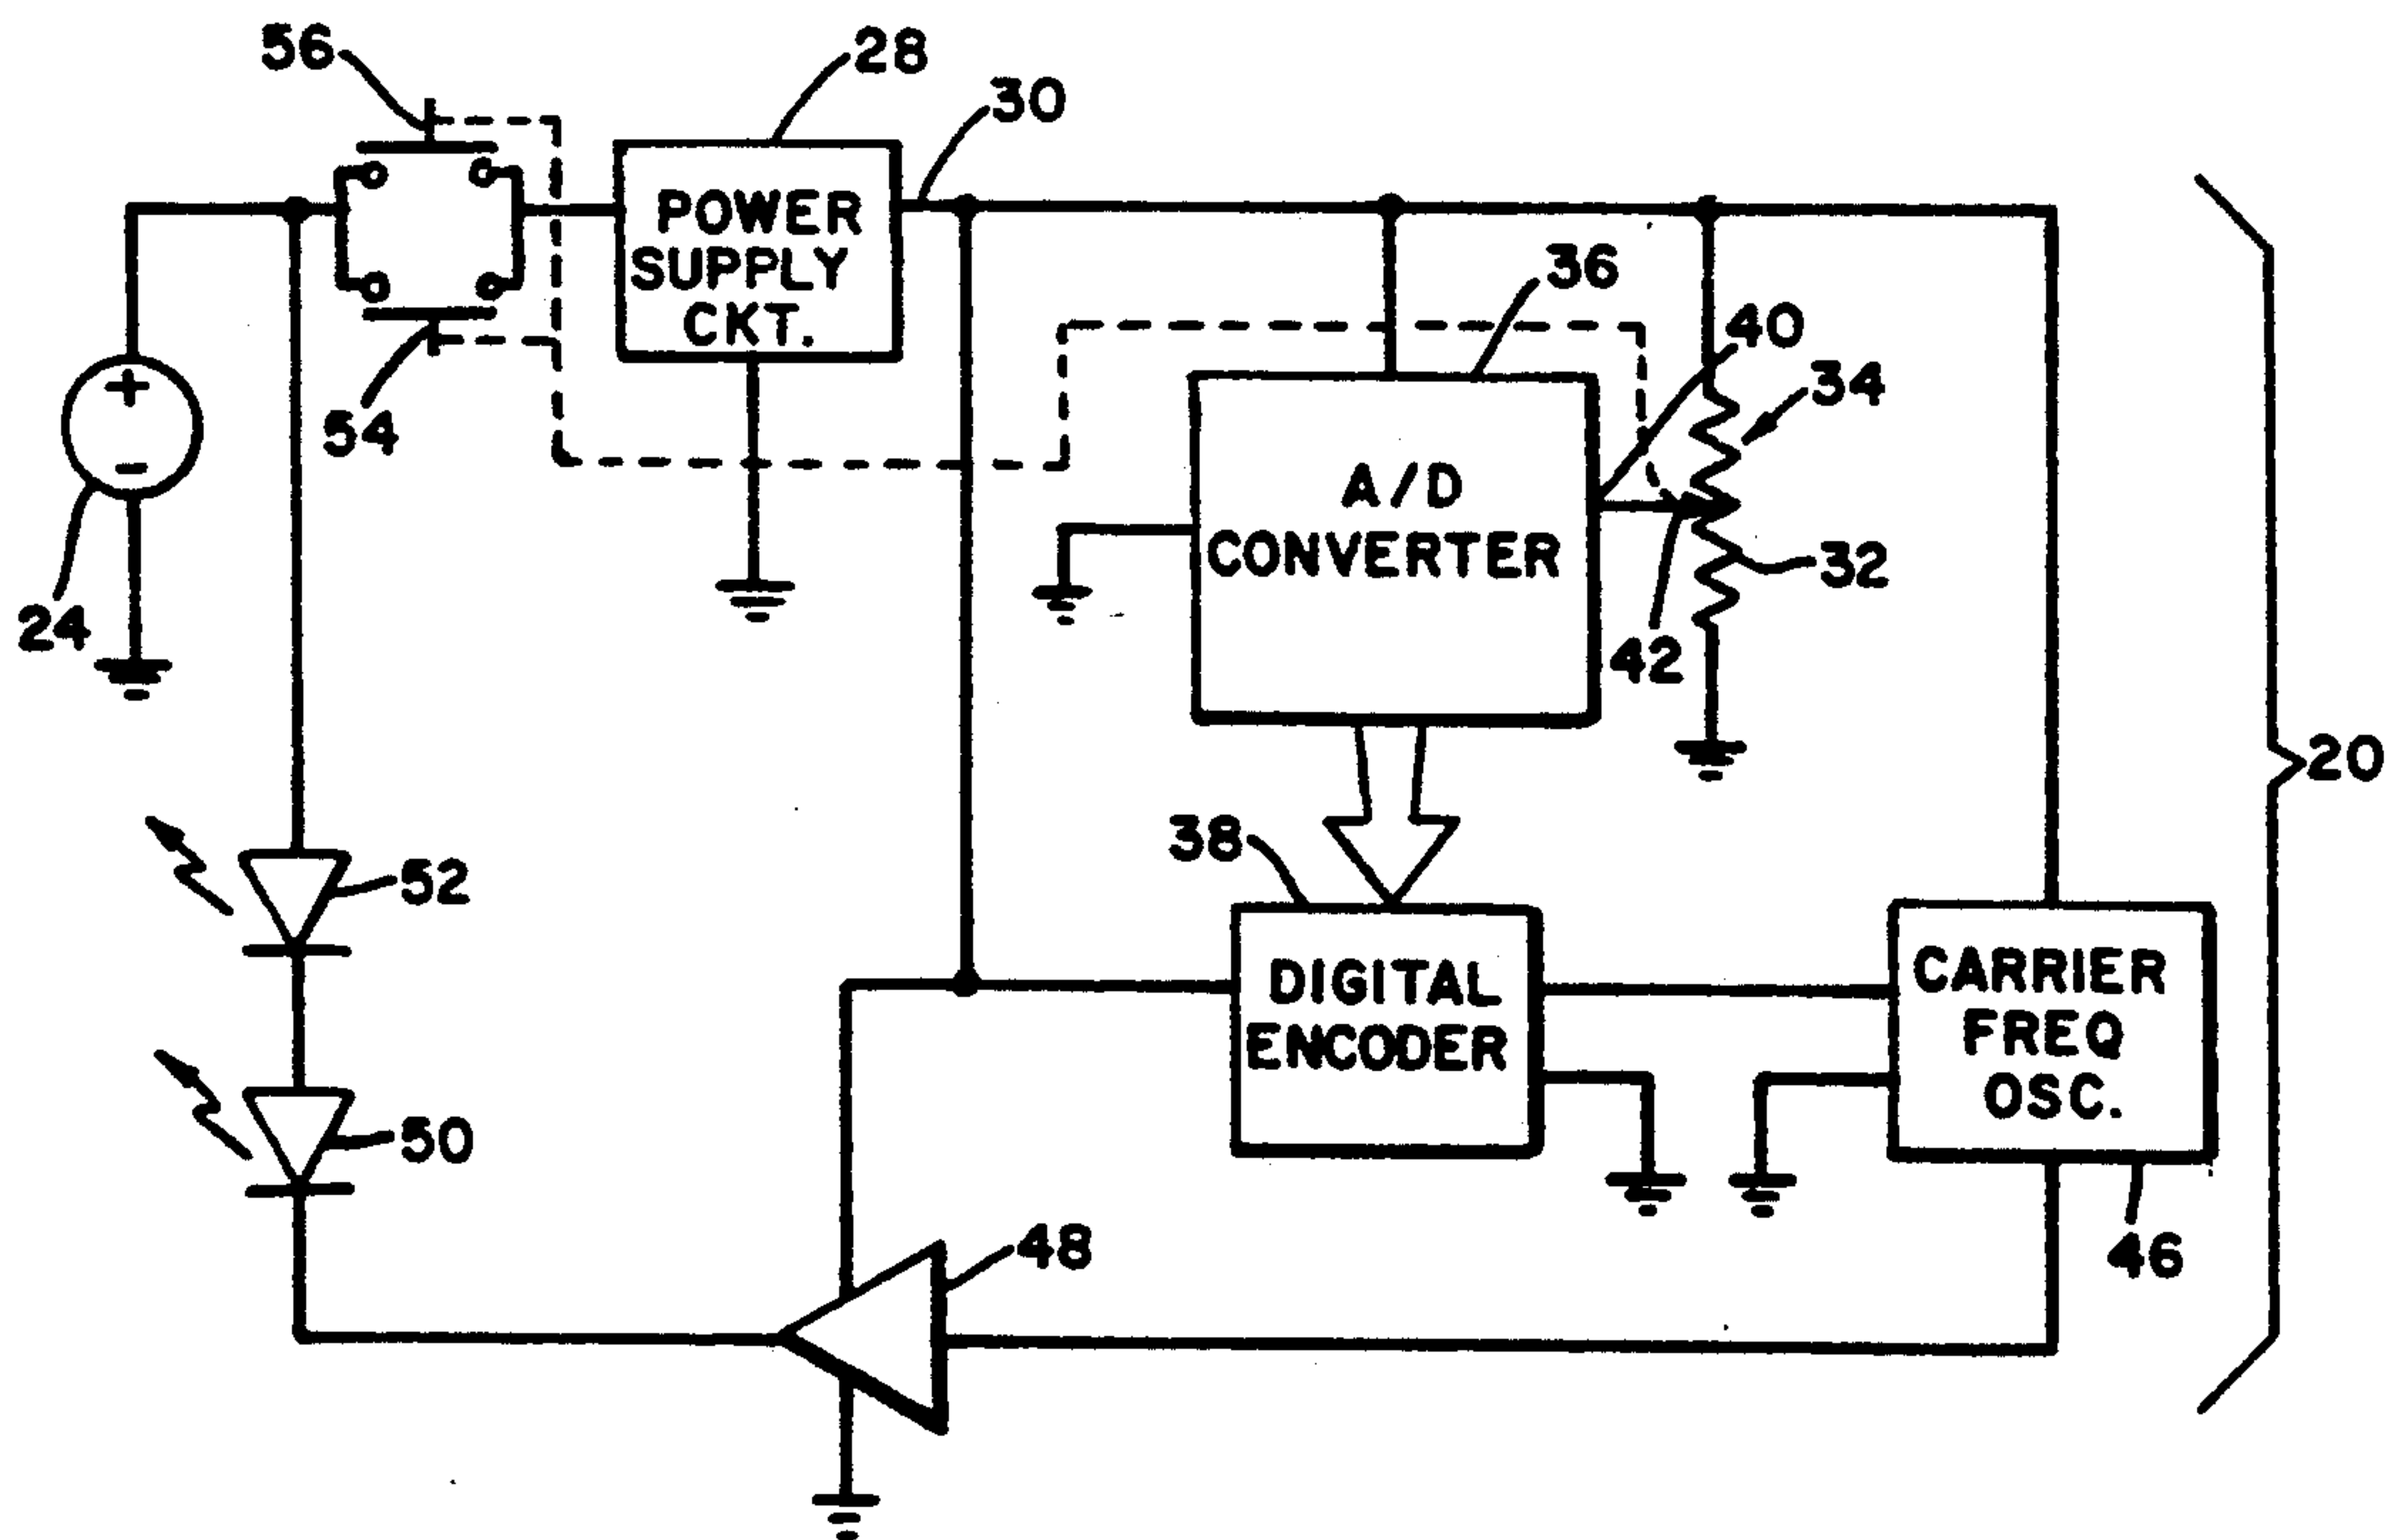 56
28
30
POWER
SUPPLY
CKT.
36
40
34
54
+
-
A/D
CONVERTER
32
24
42
20
38
52
DIGITAL
ENCODER
CARRIER
FREQ
OSC.
50
48
46